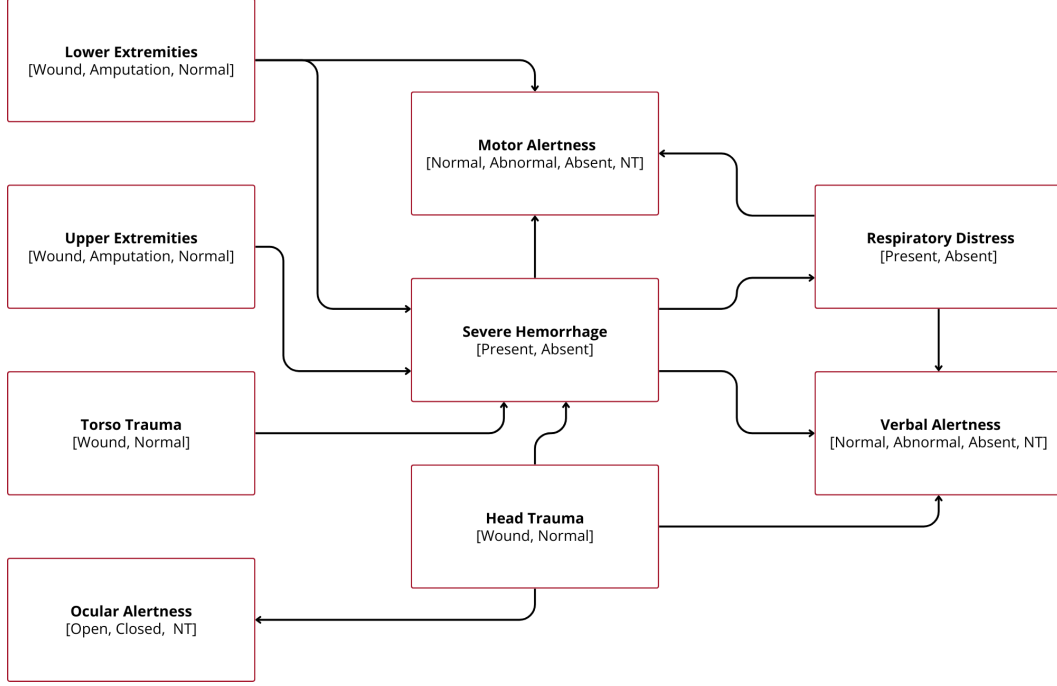 Lower Extremities
[Wound, Amputation, Normal]
Motor Alertness
[Normal, Abnormal, Absent, NT]
Upper Extremities
[Wound, Amputation, Normal]
Respiratory Distress
[Present, Absent]
Severe Hemorrhage
[Present, Absent]
Torso Trauma
[Wound, Normal]
Verbal Alertness
[Normal, Abnormal, Absent, NT]
Head Trauma
[Wound, Normal]
Ocular Alertness
[Open, Closed,  NT]